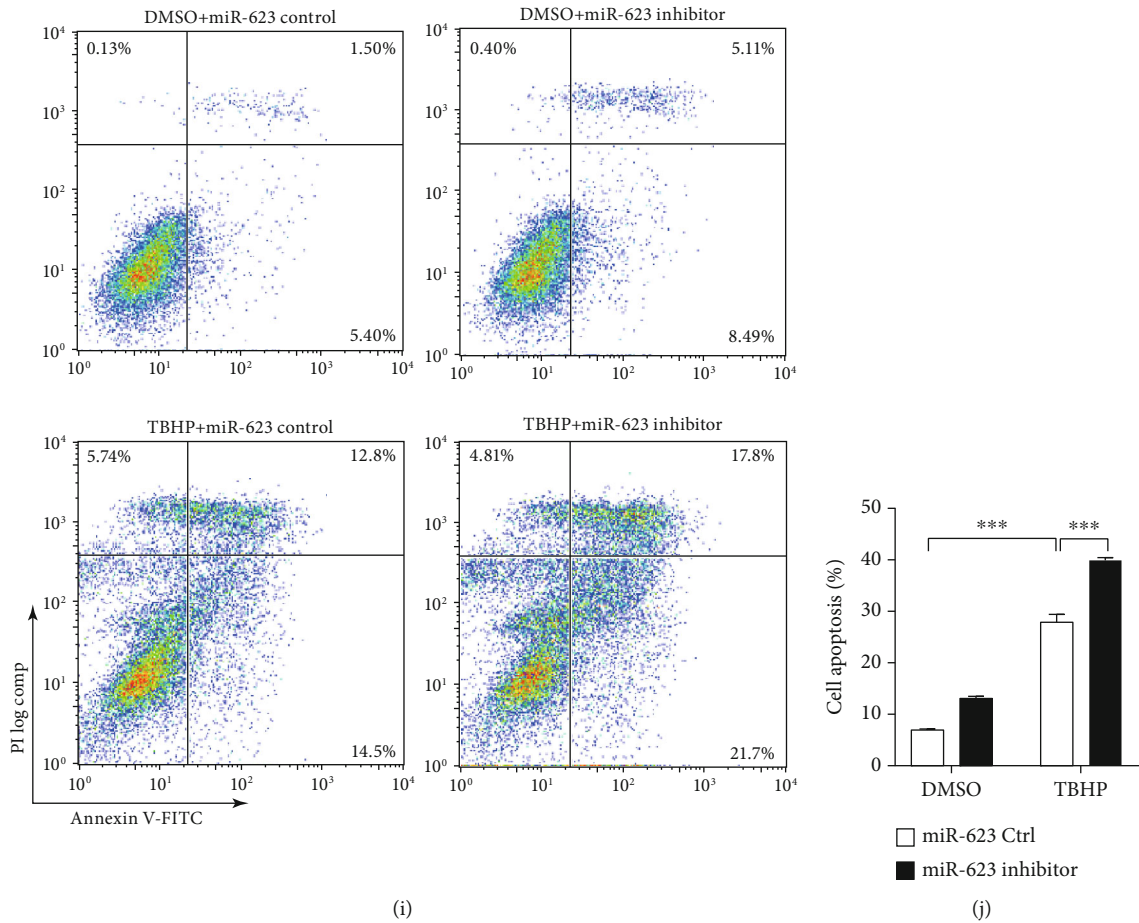 DMSO+miR-623 control
10⁴
10³
10²
10¹
10⁰
0.13%
1.50%
5.40%
10⁰ 10¹ 10² 10³ 10⁴
DMSO+miR-623 inhibitor
10⁴
10³
10²
10¹
10⁰
0.40%
5.11%
8.49%
10⁰ 10¹ 10² 10³ 10⁴
TBHP+miR-623 control
10⁴
10³
10²
10¹
10⁰
5.74%
12.8%
14.5%
10⁰ 10¹ 10² 10³ 10⁴
TBHP+miR-623 inhibitor
10⁴
10³
10²
10¹
10⁰
4.81%
17.8%
21.7%
10⁰ 10¹ 10² 10³ 10⁴
PI log comp
Annexin V-FITC
(i)
Cell apoptosis (%)
50
40
30
20
10
0
*** ***
DMSO TBHP
miR-623 Ctrl
miR-623 inhibitor
(j)